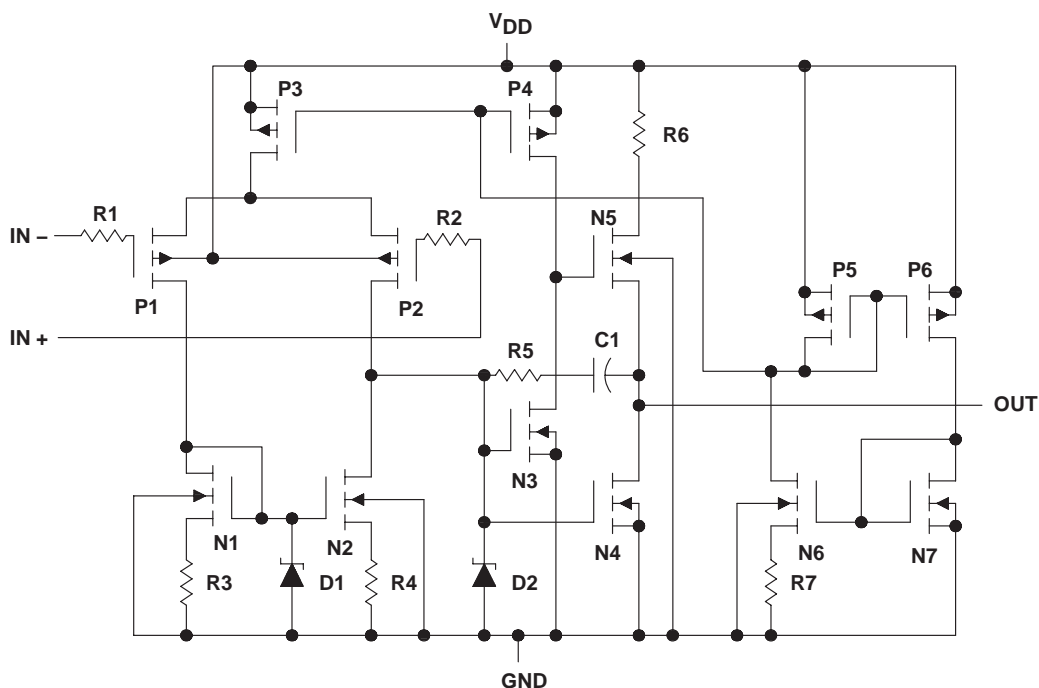 VDD
P3
P4
R6
R1
R2
N5
IN –
P5
P6
P1
P2
IN +
R5
C1
OUT
N3
N1
N2
N4
N6
N7
R3
D1
R4
D2
R7
GND